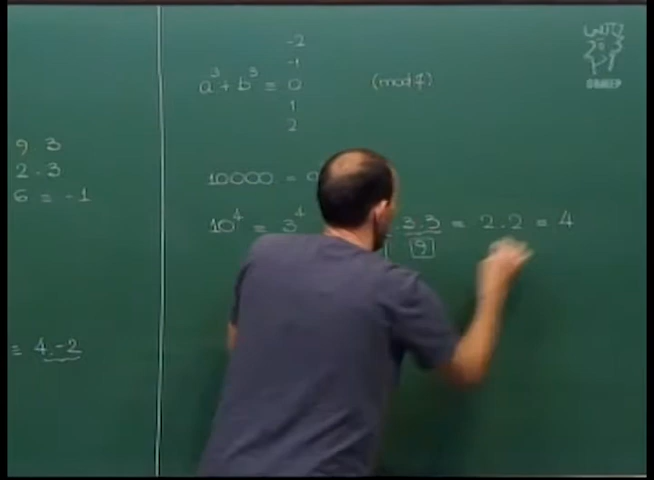 9 3
2 . 3
6 = -1
≡ 4.-2
-2
-1
a³ + b³ ≡ 0 (mod 7)
1
2
10000 =
10⁴ ≡ 3⁴ . 3.3 ≡ 2.2 ≡ 4
9
OBMEP